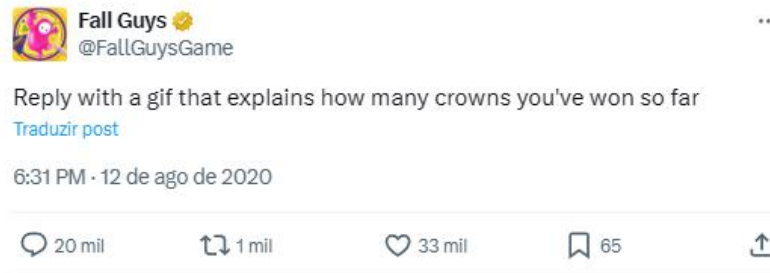 Fall Guys
@FallGuysGame
Reply with a gif that explains how many crowns you've won so far
Traduzir post
6:31 PM · 12 de ago de 2020
20 mil 1 mil 33 mil 65